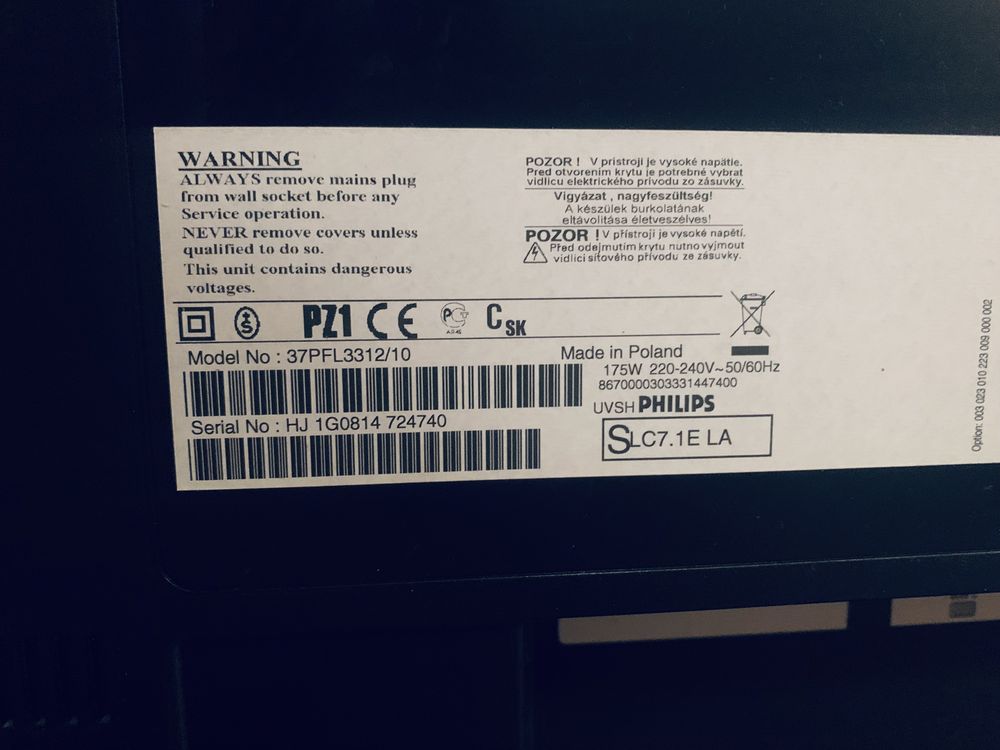 WARNING
ALWAYS remove mains plug
from wall socket before any
Service operation.
NEVER remove covers unless
qualified to do so.
This unit contains dangerous
voltages.
POZOR ! V pristroji je vysoké napätie.
Pred otvorením krytu je potrebné vybrat
vidlicu elektrického prívodu zo zásuvky.
Vigyázat , nagyfeszültség!
A készülek burkolatának
eltávolítása életveszélves!
POZOR ! V přístroji je vysoké napětí.
Před odejmutím krytu nutno vyjmout
vidlici síťového přívodu ze zásuvky.
S PZ1 CE C SK
Model No : 37PFL3312/10
Serial No : HJ 1G0814 724740
Made in Poland
175W 220-240V~50/60Hz
8670000303331447400
UVSH PHILIPS
SLC7.1E LA
Option: 003 023 010 223 009 000 002